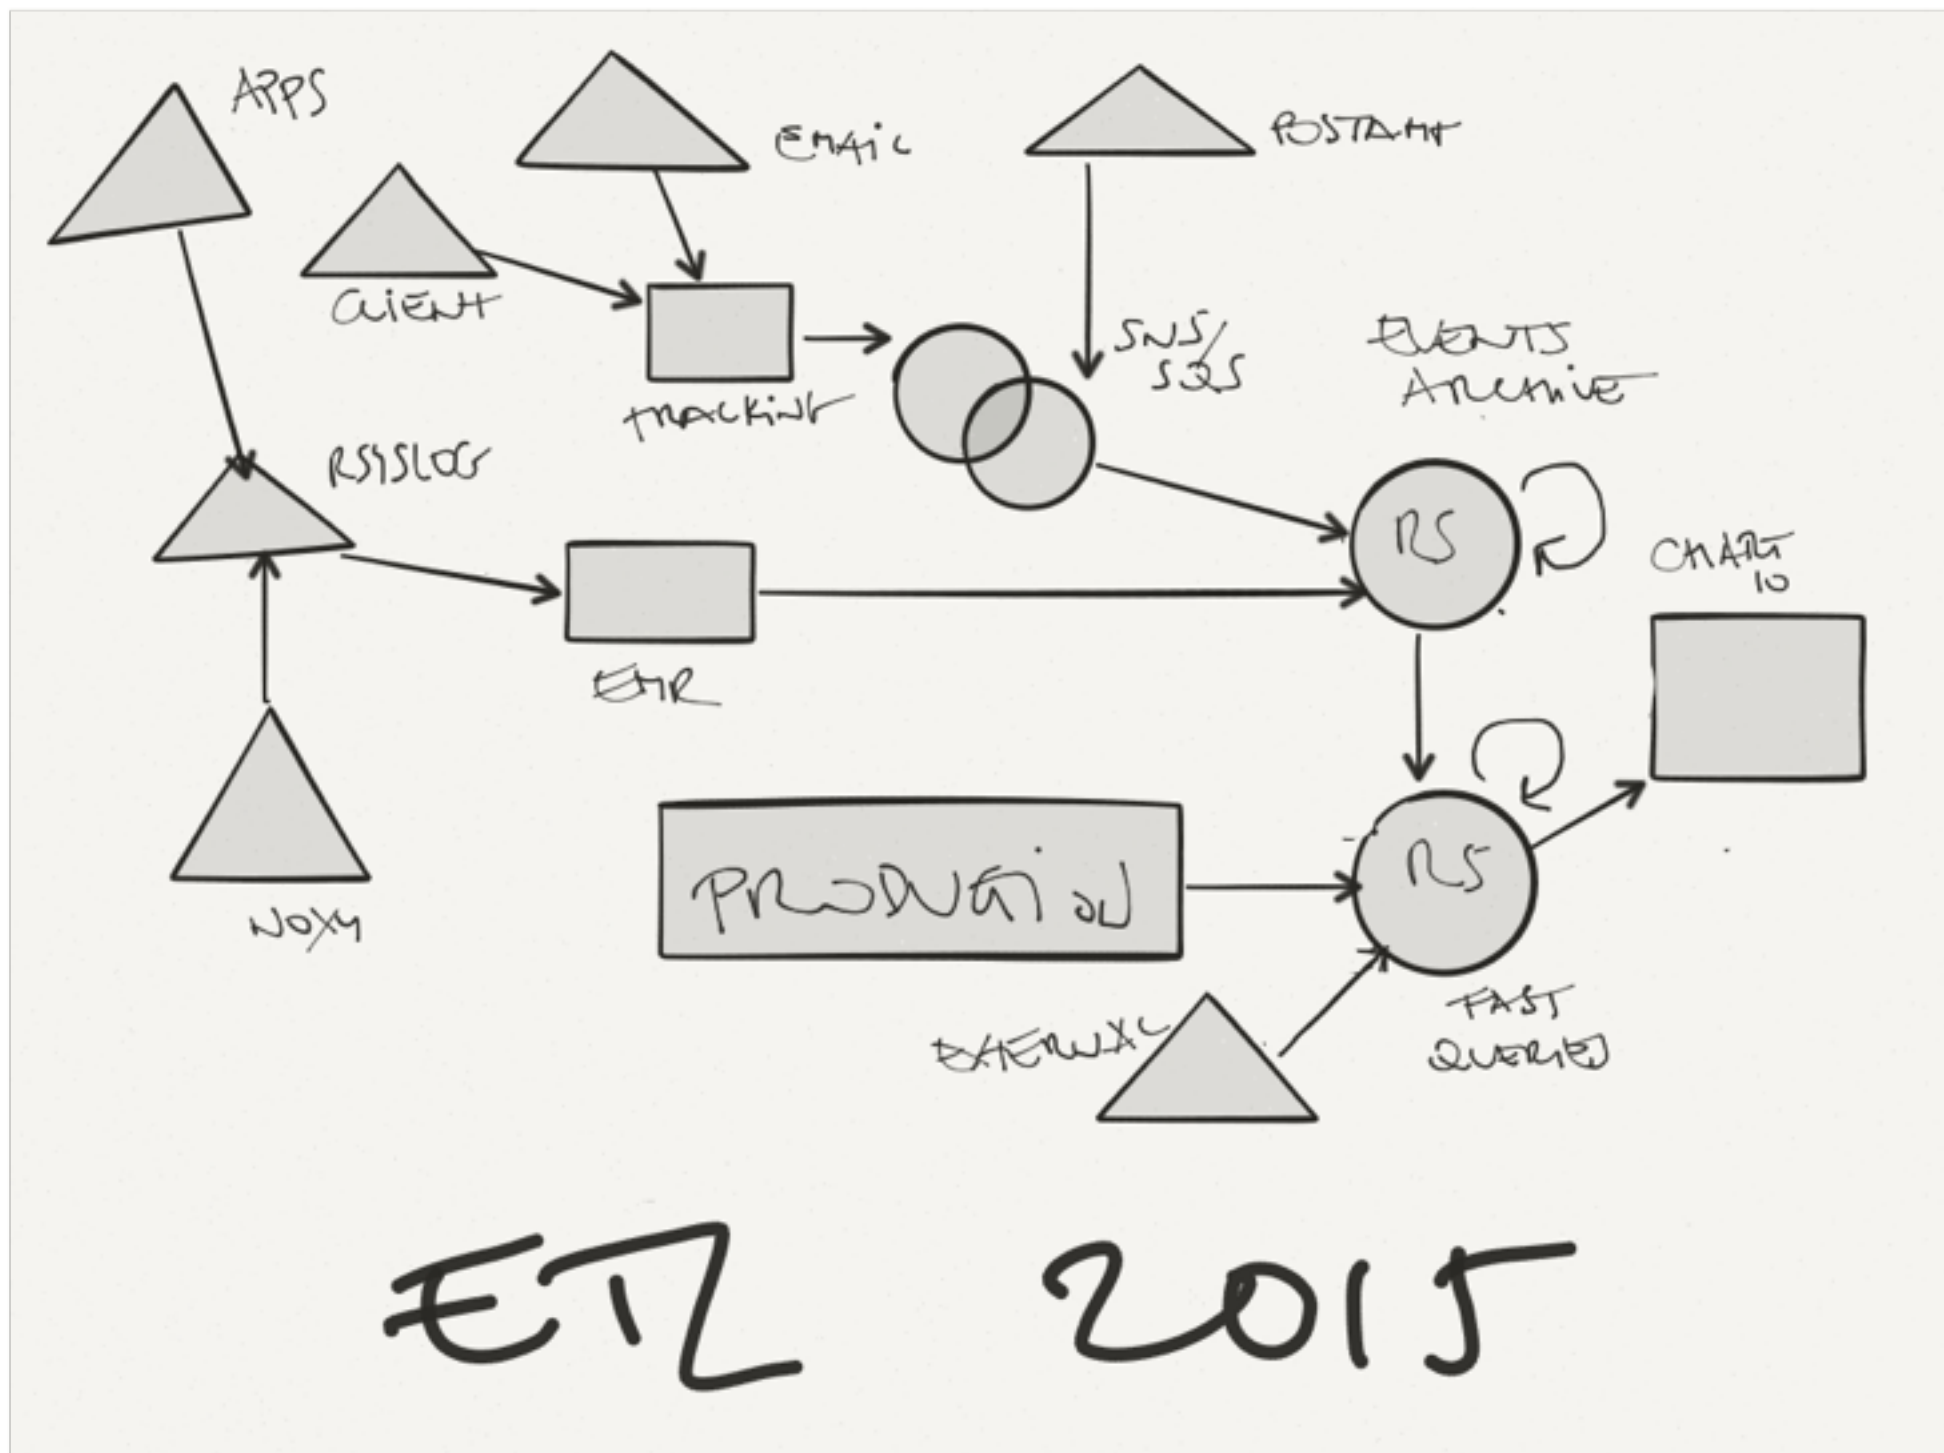 APPS
EMAIL
POSTAMT
CLIENT
TRACKING
SNS/
SQS
EVENTS
ARCHIVE
RSYSLOG
RS
CHART
IO
EMR
PRODUCTION
RS
NOXY
EXTERNAL
FAST
QUERIES
ETL 2015